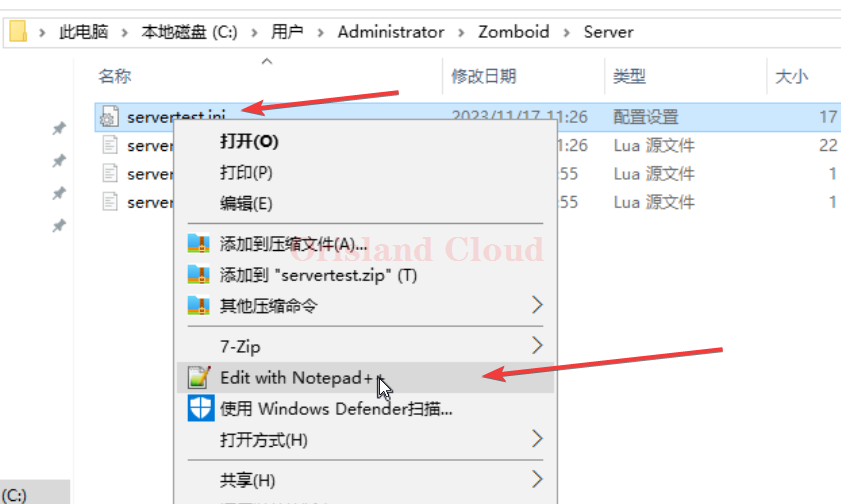 此电脑 本地磁盘 (C:) 用户 Administrator Zomboid Server
名称 修改日期 类型 大小
servertest.ini 2023/11/17 11:26 配置设置 17
server 1:26 Lua 源文件 22
server :55 Lua 源文件 1
server 55 Lua 源文件 1
打开(O)
打印(P)
编辑(E)
添加到压缩文件(A)...
Orisland Cloud
添加到 "servertest.zip" (T)
其他压缩命令
7-Zip
Edit with Notepad++
使用 Windows Defender扫描...
打开方式(H)
共享(H)
(C:)